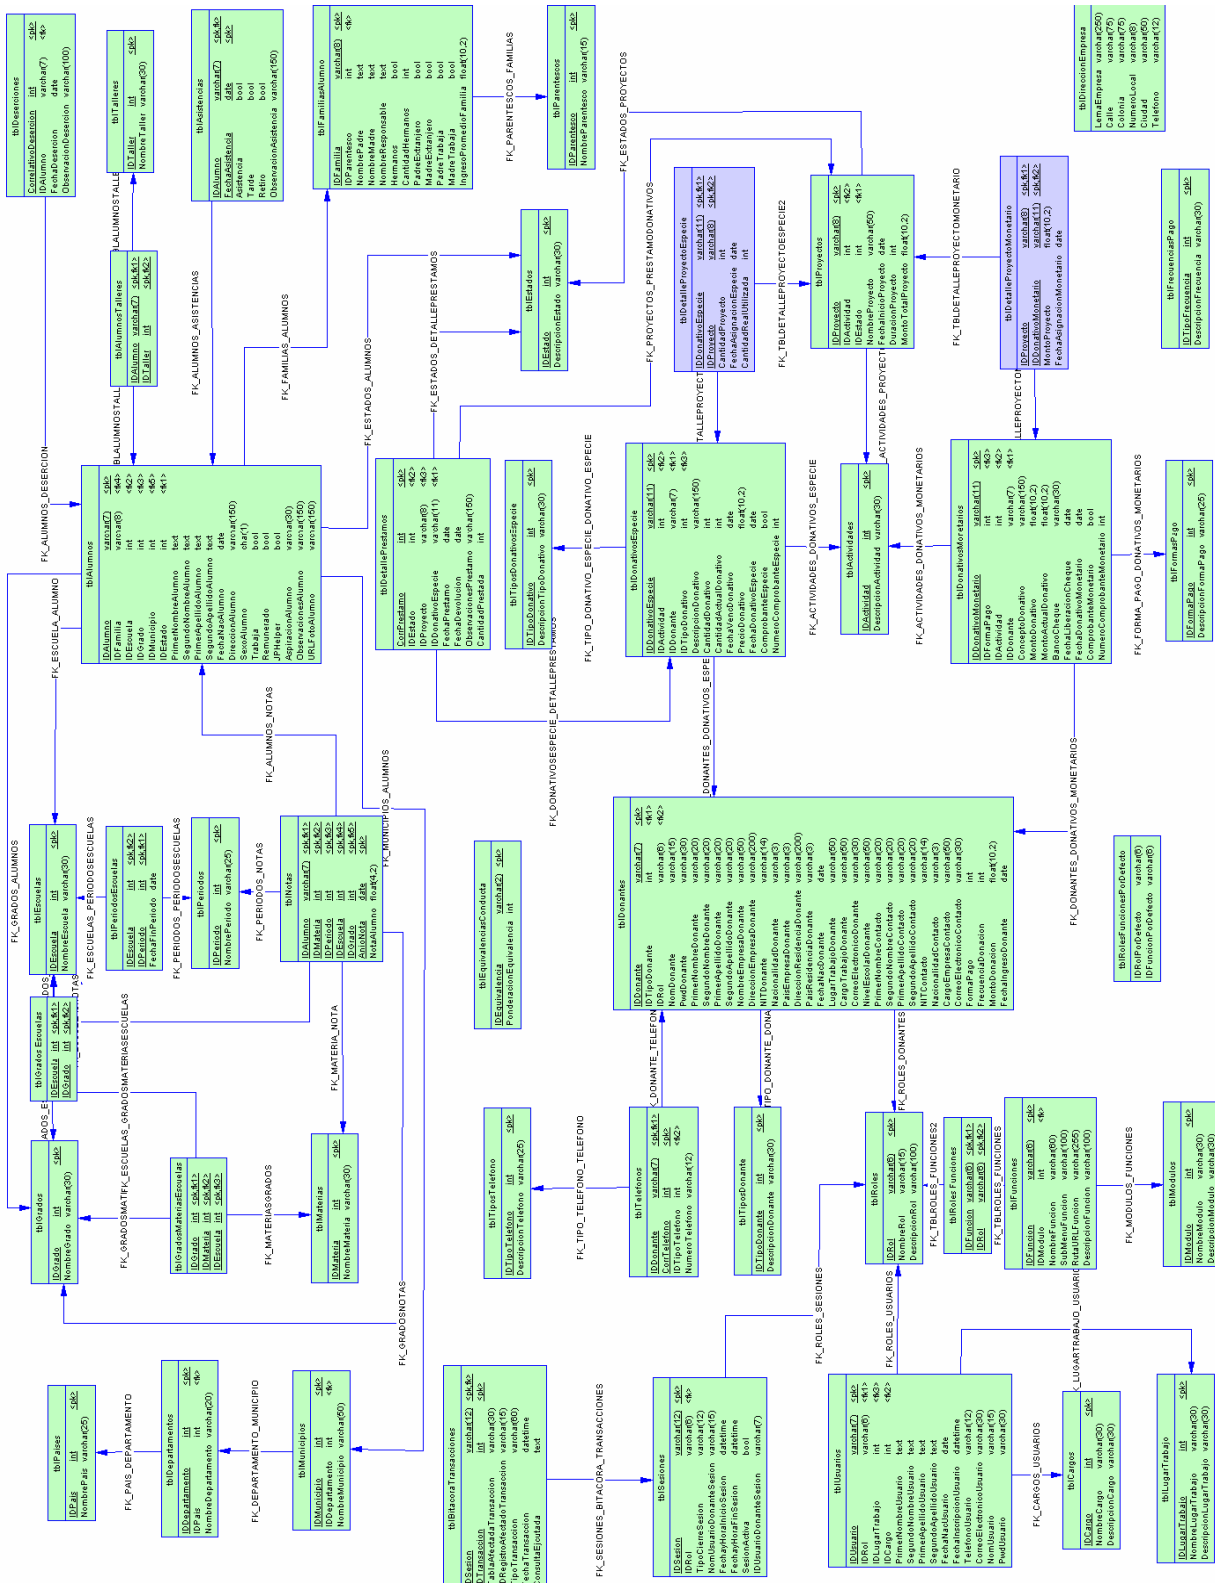 tblDeserciones
CorrelativoDesercion int <pk>
IDAlumno varchar(7) <fk>
FechaDesercion date
ObservacionDesercion varchar(100)
tblTalleres
IDTaller int <pk>
NombreTaller varchar(30)
tblAlumnosTalleres
IDAlumno varchar(7) <pk,fk1>
IDTaller int <pk,fk2>
tblAsistencias
IDAlumno varchar(7) <pk,fk>
FechaAsistencia date <pk>
Asistencia bool
Tarde bool
Retiro bool
ObservacionAsistencia varchar(150)
tblFamiliasAlumno
IDFamilia varchar(8) <pk>
IDParentesco int <fk>
NombrePadre text
NombreMadre text
NombreResponsable text
Hermanos bool
CantidadHermanos int
PadreExtranjero bool
MadreExtranjero bool
PadreTrabaja bool
MadreTrabaja bool
IngresoPromedioFamilia float(10,2)
FK_PARENTESCOS_FAMILIAS
tblParentescos
IDParentesco int <pk>
NombreParentesco varchar(15)
FK_ESTADOS_PROYECTOS
tblEstados
IDEstado int <pk>
DescripcionEstado varchar(30)
FK_PROYECTOS_PRESTAMODONATIVOS
tblDetalleProyectoEspecie
IDDonativoEspecie varchar(11) <pk,fk1>
IDProyecto varchar(8) <pk,fk2>
CantidadProyecto int
FechaAsignacionEspecie date
CantidadRealUtilizada int
FK_TBLDETALLEPROYECTOESPECIE2
tblProyectos
IDProyecto varchar(8) <pk>
IDActividad int <fk2>
IDEstado int <fk1>
NombreProyecto varchar(50)
FechaInicioProyecto date
DuracionProyecto int
MontoTotalProyecto float(10,2)
FK_TBLDETALLEPROYECTOMONETARIO
tblDetalleProyectoMonetario
IDProyecto varchar(8) <pk,fk1>
IDDonativoMonetario varchar(11) <pk,fk2>
MontoProyecto float(10,2)
FechaAsignacionMonetario date
tblDireccionEmpresa
LemaEmpresa varchar(250)
Calle varchar(75)
Colonia varchar(75)
NumeroLocal varchar(8)
Ciudad varchar(50)
Telefono varchar(12)
tblFrecuenciasPago
IDTipoFrecuencia int <pk>
DescripcionFrecuencia varchar(30)
FK_ALUMNOS_DESERCION
FK_ALUMNOS_ASISTENCIAS
FK_FAMILIAS_ALUMNOS
FK_ESTADOS_ALUMNOS
FK_ESTADOS_DETALLEPRESTAMOS
tblAlumnos
IDAlumno varchar(7) <pk>
IDFamilia varchar(8) <fk4>
IDEscuela int <fk2>
IDGrado int <fk3>
IDMunicipio int <fk5>
IDEstado int <fk1>
PrimerNombreAlumno text
SegundoNombreAlumno text
PrimerApellidoAlumno text
SegundoApellidoAlumno text
FechaNacAlumno date
DireccionAlumno varchar(150)
SexoAlumno char(1)
Trabaja bool
Remunerado bool
JPHelper bool
AspiracionAlumno varchar(30)
ObservacionesAlumno varchar(150)
URLFotoAlumno varchar(150)
tblDetallePrestamos
CorrPrestamo int <pk>
IDEstado int <fk2>
IDProyecto varchar(8) <fk3>
IDDonativoEspecie varchar(11) <fk1>
FechaPrestamo date
FechaDevolucion date
ObservacionPrestamo varchar(150)
CantidadPrestada int
tblTiposDonativosEspecie
IDTipoDonativo int <pk>
DescripcionTipoDonativo varchar(30)
FK_TIPO_DONATIVO_ESPECIE_DONATIVO_ESPECIE
tblDonativosEspecie
IDDonativoEspecie varchar(11) <pk>
IDActividad int <fk2>
IDDonante varchar(7) <fk1>
IDTipoDonativo int <fk3>
DescripcionDonativo varchar(150)
CantidadDonativo int
CantidadActualDonativo int
FechaVenceDonativo date
PrecioDonativo float(10,2)
FechaDonativoEspecie date
ComprobanteEspecie bool
NumeroComprobanteEspecie int
FK_ACTIVIDADES_DONATIVO_ESPECIE
tblActividades
IDActividad int <pk>
DescripcionActividad varchar(30)
FK_ACTIVIDADES_DONATIVOS_MONETARIOS
tblDonativosMonetarios
IDDonativoMonetario varchar(11) <pk>
IDFormaPago int <fk3>
IDActividad int <fk2>
IDDonante varchar(7) <fk1>
ConceptoDonativo varchar(150)
MontoDonativo float(10,2)
MontoActualDonativo float(10,2)
BancoCheque varchar(30)
FechaLiberacionCheque date
FechaDonativoMonetario date
ComprobanteMonetario bool
NumeroComprobanteMonetario int
FK_FORMA_PAGO_DONATIVOS_MONETARIOS
tblFormasPago
IDFormaPago int <pk>
DescripcionFormaPago varchar(25)
FK_ESCUELA_ALUMNO
FK_GRADOS_ALUMNOS
FK_ALUMNOS_NOTAS
FK_MUNICIPIOS_ALUMNOS
FK_DONATIVOSESPECIE_DETALLEPRESTAMOS
FK_DONANTES_DONATIVOS_MONETARIOS
tblEscuelas
IDEscuela int <pk>
NombreEscuela varchar(30)
FK_ESCUELAS_PERIODOSESCUELAS
tblPeriodosEscuelas
IDEscuela int <pk,fk2>
IDPeriodo int <pk,fk1>
FechaFinPeriodo date
FK_PERIODOS_PERIODOSESCUELAS
tblPeriodos
IDPeriodo int <pk>
NombrePeriodo varchar(25)
FK_PERIODOS_NOTAS
tblNotas
IDAlumno varchar(7) <pk,fk1>
IDMateria int <pk,fk2>
IDPeriodo int <pk,fk3>
IDEscuela int <pk,fk4>
IDGrado int <pk,fk5>
AnioNota date <pk>
NotaAlumno float(4,2)
tblEquivalenciasConducta
IDEquivalencia varchar(2) <pk>
PonderacionEquivalencia int
tblDonantes
IDDonante varchar(7) <pk>
IDTipoDonante int <fk1>
IDRol varchar(6) <fk2>
NomDonante varchar(15)
PwdDonante varchar(30)
PrimerNombreDonante varchar(20)
SegundoNombreDonante varchar(20)
PrimerApellidoDonante varchar(20)
SegundoApellidoDonante varchar(20)
NombreEmpresaDonante varchar(50)
DireccionEmpresaDonante varchar(200)
NITDonante varchar(14)
NacionalidadDonante varchar(3)
PaisEmpresaDonante varchar(3)
DireccionResidenciaDonante varchar(200)
PaisResidenciaDonante varchar(3)
FechaNacDonante date
LugarTrabajoDonante varchar(50)
CargoTrabajoDonante varchar(50)
CorreoElectronicoDonante varchar(30)
NivelEscolarDonante varchar(50)
PrimerNombreContacto varchar(20)
SegundoNombreContacto varchar(20)
PrimerApellidoContacto varchar(20)
SegundoApellidoContacto varchar(20)
NITContacto varchar(14)
NacionalidadContacto varchar(3)
CargoEmpresaContacto varchar(50)
CorreoElectronicoContacto varchar(30)
FormaPago int
FrecuenciaDonacion int
MontoDonacion float(10,2)
FechaIngresoDonante date
tblRolesFuncionesPorDefecto
IDRolPorDefecto varchar(6)
IDFuncionPorDefecto varchar(6)
tblGradosEscuelas
IDEscuela int <pk,fk1>
IDGrado int <pk,fk2>
FK_MATERIA_NOTA
tblGrados
IDGrado int <pk>
NombreGrado varchar(30)
tblGradosMateriasEscuelas
IDGrado int <pk,fk1>
IDMateria int <pk,fk2>
IDEscuela int <pk,fk3>
FK_MATERIASGRADOS
tblMaterias
IDMateria int <pk>
NombreMateria varchar(30)
FK_GRADOSNOTAS
tblTiposTelefono
IDTipoTelefono int <pk>
DescripcionTelefono varchar(25)
FK_TIPO_TELEFONO_TELEFONO
tblTelefonos
IDDonante varchar(7) <pk,fk1>
CorrTelefono int <pk>
IDTipoTelefono int <fk2>
NumeroTelefono varchar(12)
tblTiposDonante
IDTipoDonante int <pk>
DescripcionDonante varchar(30)
FK_ROLES_DONANTES
tblRoles
IDRol varchar(6) <pk>
NombreRol varchar(15)
DescripcionRol varchar(100)
FK_TBLROLES_FUNCIONES2
tblRolesFunciones
IDFuncion varchar(6) <pk,fk1>
IDRol varchar(6) <pk,fk2>
FK_TBLROLES_FUNCIONES
tblFunciones
IDFuncion varchar(6) <pk>
IDModulo int <fk>
NombreFuncion varchar(60)
SubMenuFuncion varchar(100)
RutaURLFuncion varchar(255)
DescripcionFuncion varchar(100)
FK_MODULOS_FUNCIONES
tblModulos
IDModulo int <pk>
NombreModulo varchar(30)
DescripcionModulo varchar(30)
FK_ROLES_SESIONES
FK_ROLES_USUARIOS
tblPaises
IDPais int <pk>
NombrePais varchar(25)
FK_PAIS_DEPARTAMENTO
tblDepartamentos
IDDepartamento int <pk>
IDPais int <fk>
NombreDepartamento varchar(20)
FK_DEPARTAMENTO_MUNICIPIO
tblMunicipios
IDMunicipio int <pk>
IDDepartamento int <fk>
NombreMunicipio varchar(50)
tblBitacoraTransacciones
IDSesion varchar(12) <pk,fk>
IDTransaccion int <pk>
TablaAfectadaTransaccion varchar(30)
IDRegistroAfectadoTransaccion varchar(15)
TipoTransaccion varchar(60)
FechaTransaccion datetime
ConsultaEjecutada text
FK_SESIONES_BITACORA_TRANSACCIONES
tblSesiones
IDSesion varchar(12) <pk>
IDRol varchar(6) <fk>
TipoCierreSesion varchar(12)
NomUsuarioDonanteSesion varchar(15)
FechayHoraInicioSesion datetime
FechayHoraFinSesion datetime
SesionActiva bool
IDUsuarioDonanteSesion varchar(7)
tblUsuarios
IDUsuario varchar(7) <pk>
IDRol varchar(6) <fk1>
IDLugarTrabajo int <fk3>
IDCargo int <fk2>
PrimerNombreUsuario text
SegundoNombreUsuario text
PrimerApellidoUsuario text
SegundoApellidoUsuario text
FechaNacUsuario date
FechaInscripcionUsuario datetime
TelefonoUsuario varchar(12)
CorreoElectronicoUsuario varchar(30)
NomUsuario varchar(15)
PwdUsuario varchar(30)
FK_CARGOS_USUARIOS
tblCargos
IDCargo int <pk>
NombreCargo varchar(30)
DescripcionCargo varchar(30)
tblLugarTrabajo
IDLugarTrabajo int <pk>
NombreLugarTrabajo varchar(30)
DescripcionLugarTrabajo varchar(30)